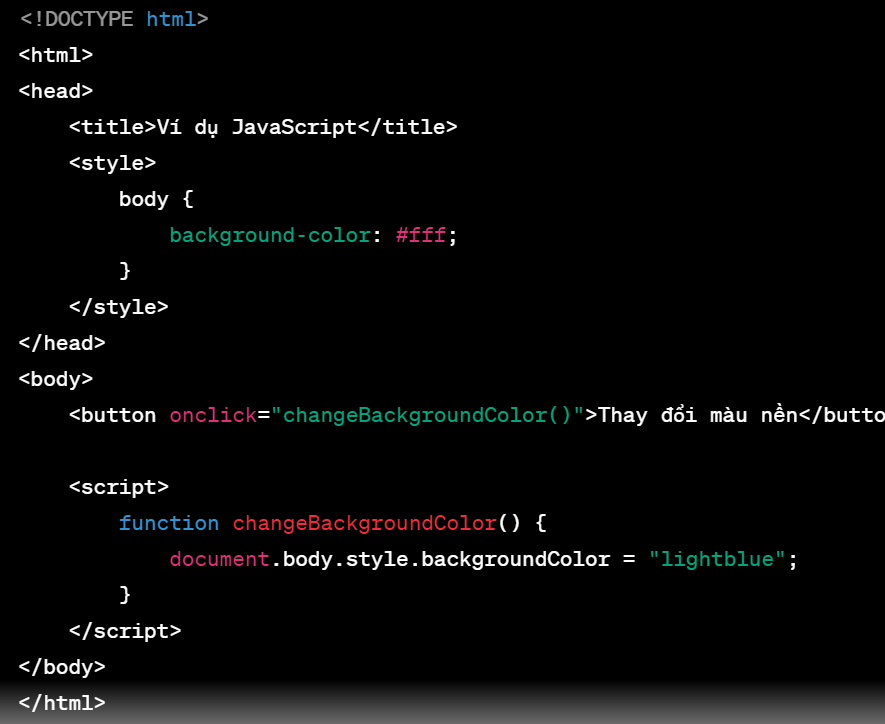 <!DOCTYPE html>
<html>
<head>
    <title>Ví dụ JavaScript</title>
    <style>
        body {
            background-color: #fff;
        }
    </style>
</head>
<body>
    <button onclick="changeBackgroundColor()">Thay đổi màu nền</butto
    <script>
        function changeBackgroundColor() {
            document.body.style.backgroundColor = "lightblue";
        }
    </script>
</body>
</html>